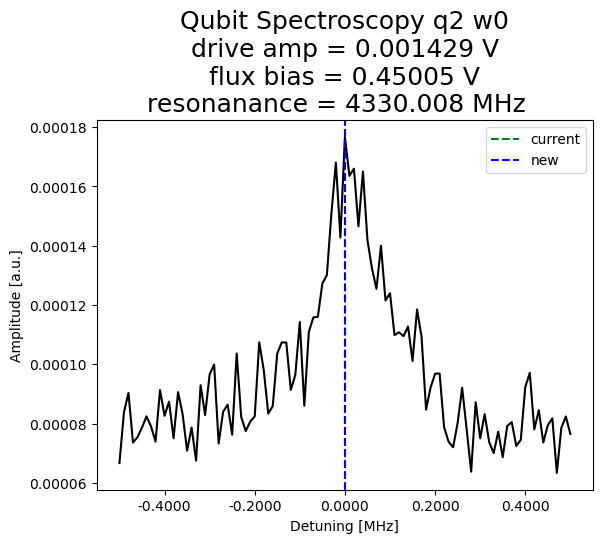 Qubit Spectroscopy q2 w0
drive amp = 0.001429 V
flux bias = 0.45005 V
resonanance = 4330.008 MHz
0.00018
0.00016
0.00014
0.00012
0.00010
0.00008
0.00006
Amplitude [a.u.]
current
new
-0.4000
-0.2000
0.0000
0.2000
0.4000
Detuning [MHz]